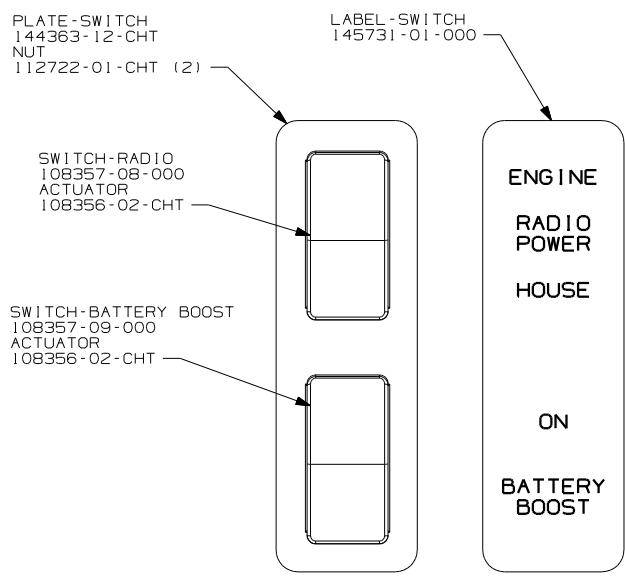 PLATE-SWITCH
144363-12-CHT
NUT
112722-01-CHT (2)
LABEL-SWITCH
145731-01-000
SWITCH-RADIO
108357-08-000
ACTUATOR
108356-02-CHT
SWITCH-BATTERY BOOST
108357-09-000
ACTUATOR
108356-02-CHT
ENGINE
RADIO
POWER
HOUSE
ON
BATTERY
BOOST